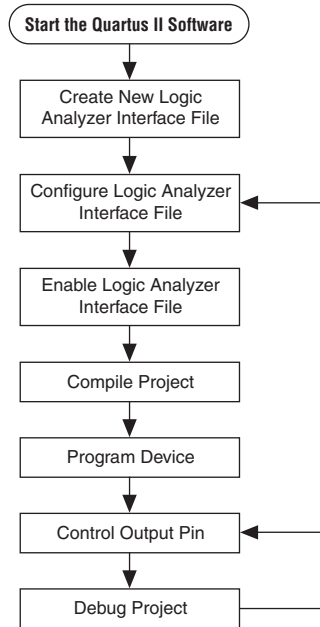 Start the Quartus II Software
Create New Logic
Analyzer Interface File
Configure Logic Analyzer
Interface File
Enable Logic Analyzer
Interface File
Compile Project
Program Device
Control Output Pin
Debug Project